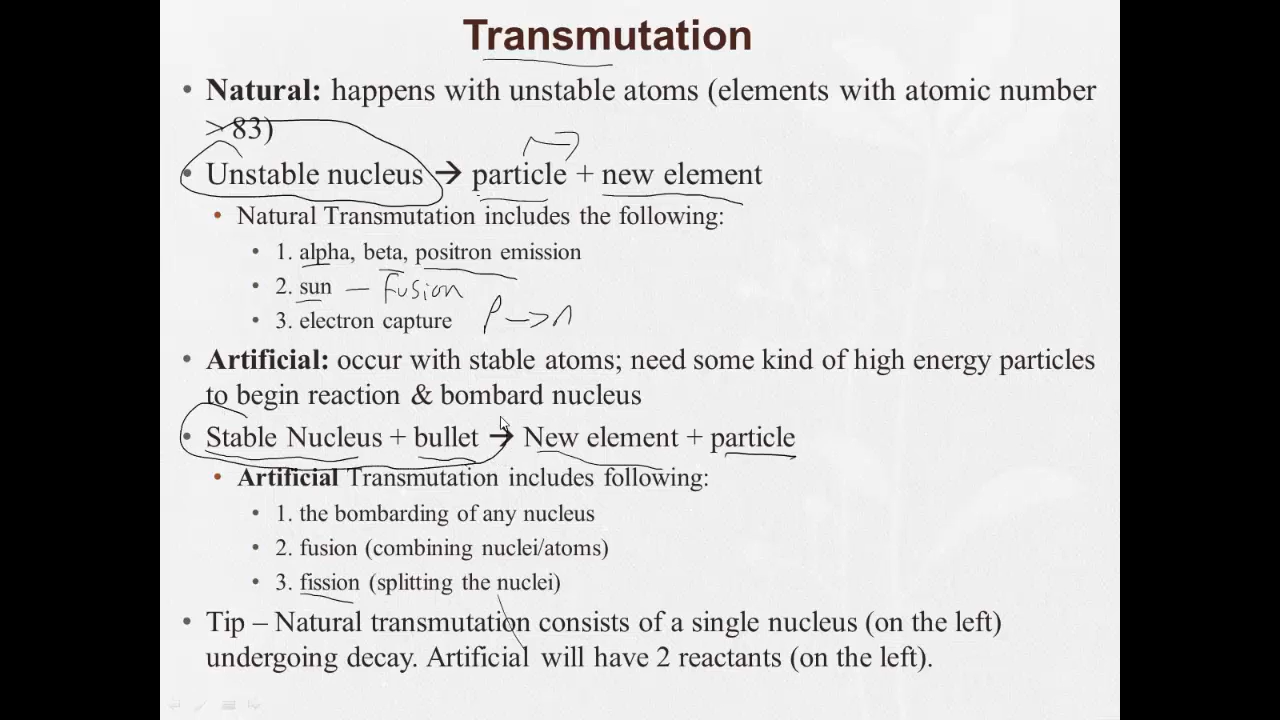 Transmutation
• Natural: happens with unstable atoms (elements with atomic number
> 83)
• Unstable nucleus → particle + new element
• Natural Transmutation includes the following:
• 1. alpha, beta, positron emission
• 2. sun — Fusion
• 3. electron capture P —> n
• Artificial: occur with stable atoms; need some kind of high energy particles
to begin reaction & bombard nucleus
• Stable Nucleus + bullet → New element + particle
• Artificial Transmutation includes following:
• 1. the bombarding of any nucleus
• 2. fusion (combining nuclei/atoms)
• 3. fission (splitting the nuclei)
• Tip – Natural transmutation consists of a single nucleus (on the left)
undergoing decay. Artificial will have 2 reactants (on the left).